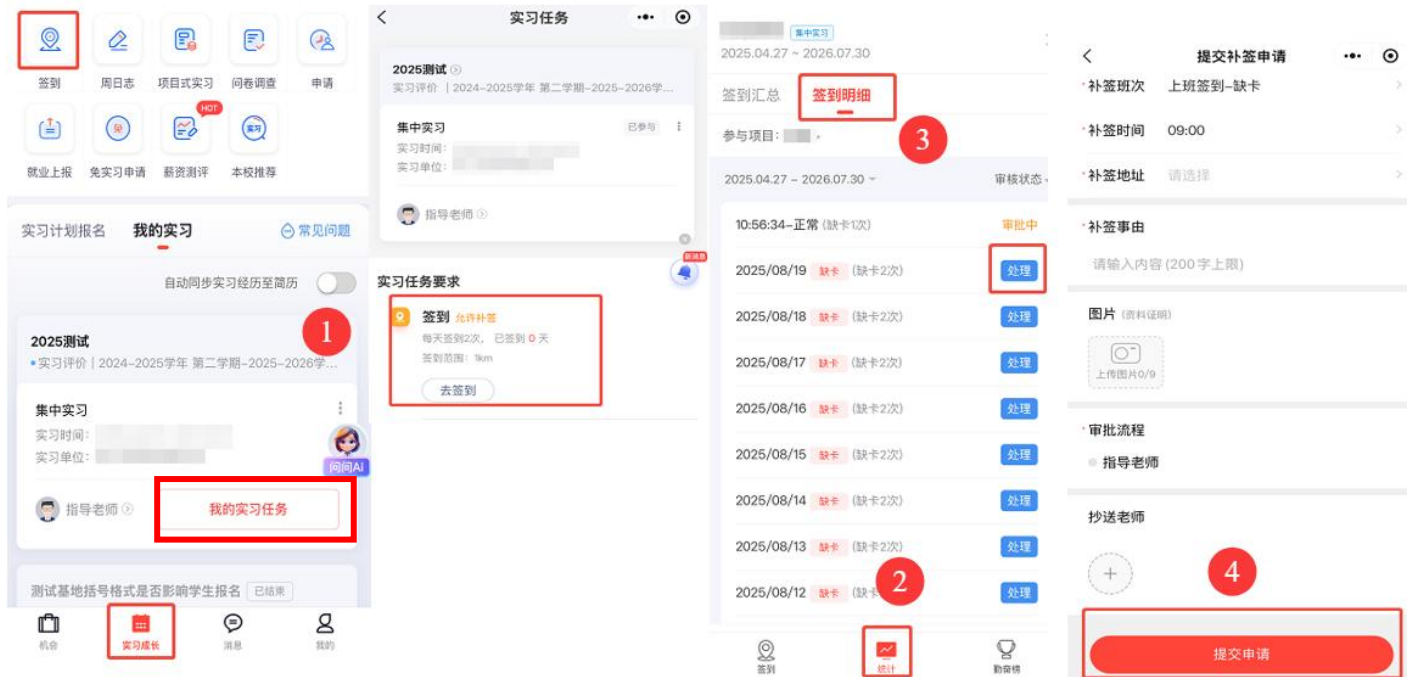 签到
周日志
项目式实习
问卷调查
申请
HOT
就业上报
免实习申请
薪资测评
本校推荐
实习计划报名
我的实习
常见问题
自动同步实习经历至简历
1
2025测试
实习评价｜2024-2025学年 第二学期-2025-2026学...
集中实习
实习时间:
实习单位:
问问AI
指导老师
我的实习任务
测试基地括号格式是否影响学生报名 已结束
机会
实习成长
消息
我的
实习任务
2025测试
实习评价｜2024-2025学年 第二学期-2025-2026学...
集中实习
已参与
实习时间:
实习单位:
指导老师
新消息
实习任务要求
签到 允许补签
每天签到2次, 已签到 0 天
签到范围: 1km
去签到
集中实习
2025.04.27 ~ 2026.07.30
签到汇总
签到明细
3
参与项目:
2025.04.27 - 2026.07.30
审核状态
10:56:34-正常 (缺卡1次)
审批中
2025/08/19 缺卡 (缺卡2次) 处理
2025/08/18 缺卡 (缺卡2次) 处理
2025/08/17 缺卡 (缺卡2次) 处理
2025/08/16 缺卡 (缺卡2次) 处理
2025/08/15 缺卡 (缺卡2次) 处理
2025/08/14 缺卡 (缺卡2次) 处理
2025/08/13 缺卡 (缺卡2次) 处理
2025/08/12 缺卡 (缺卡 处理
2
签到
统计
勤奋榜
提交补签申请
*补签班次 上班签到-缺卡
*补签时间 09:00
*补签地址 请选择
*补签事由
请输入内容 (200字上限)
图片 (资料证明)
上传图片0/9
*审批流程
指导老师
抄送老师
4
提交申请